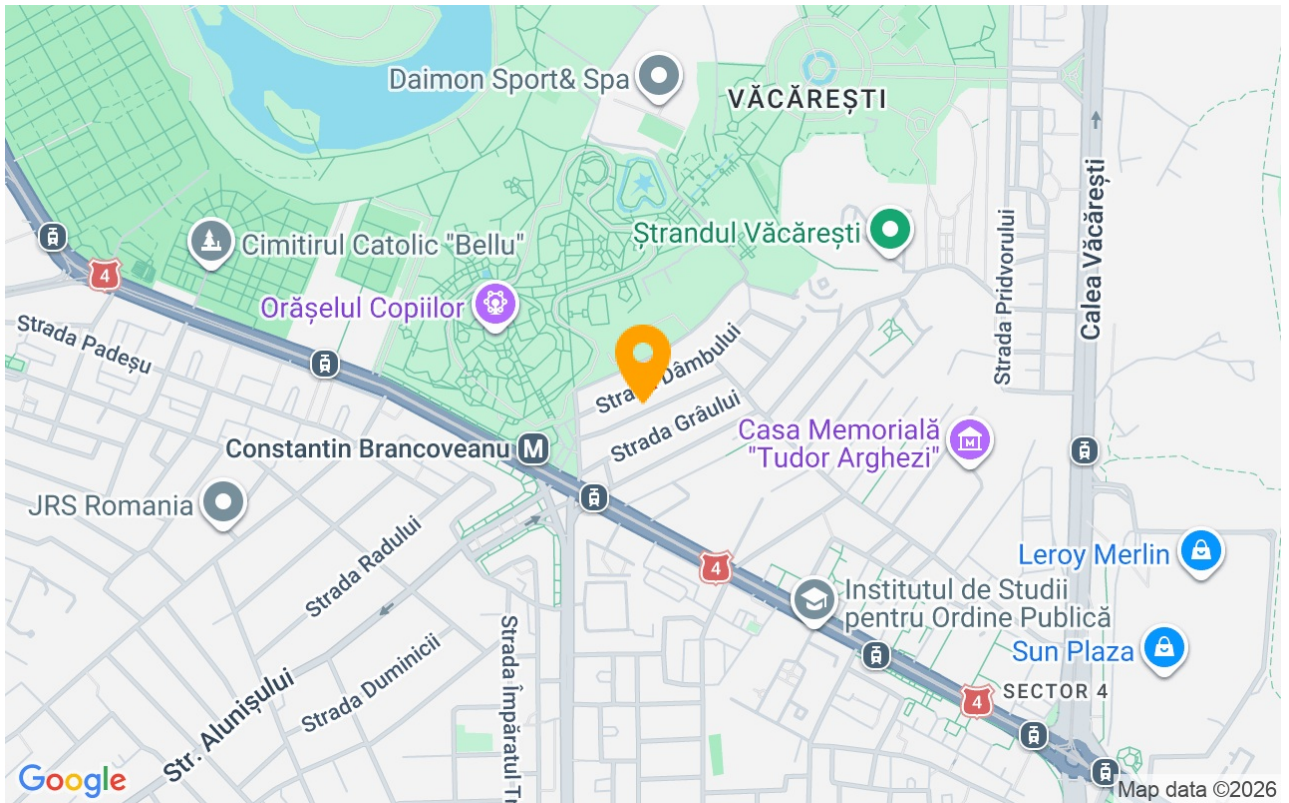 Daimon Sport& Spa
VĂCĂREȘTI
Calea Văcărești
Strada Pridvorului
Ștrandul Văcărești
Cimitirul Catolic "Bellu"
4
Orășelul Copiilor
Strada Padeșu
Dâmbului
Strada Grâului
Casa Memorială
"Tudor Arghezi"
Constantin Brancoveanu
M
JRS Romania
Strada Radului
4
Leroy Merlin
Institutul de Studii
pentru Ordine Publică
Sun Plaza
SECTOR 4
Strada Împăratul Tr
Strada Duminicii
Str. Alunișului
4
Google
Map data ©2026